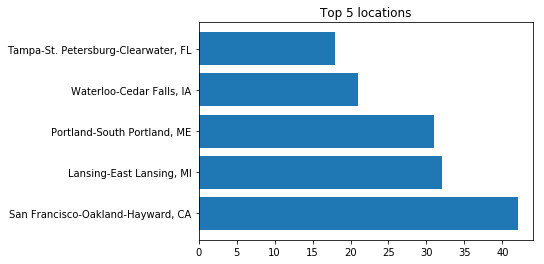 Top 5 locations
Tampa-St. Petersburg-Clearwater, FL
Waterloo-Cedar Falls, IA
Portland-South Portland, ME
Lansing-East Lansing, MI
San Francisco-Oakland-Hayward, CA
0 5 10 15 20 25 30 35 40